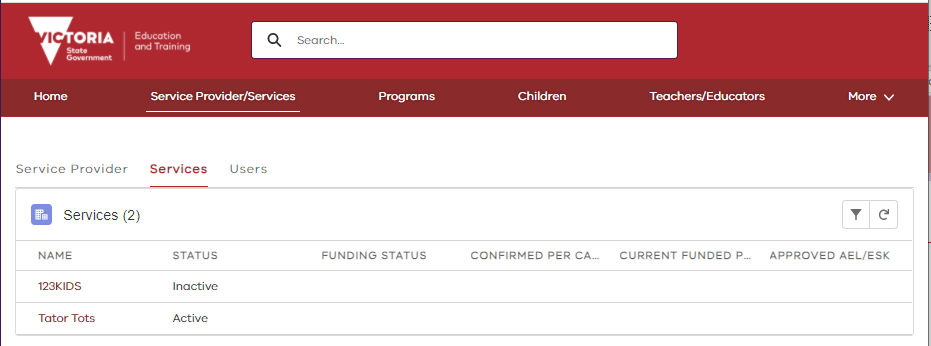 VICTORIA
State
Government
Education
and Training
Search...
Home Service Provider/Services Programs Children Teachers/Educators More
Service Provider Services Users
Services (2)
NAME STATUS FUNDING STATUS CONFIRMED PER CA... CURRENT FUNDED P... APPROVED AEL/ESK
123KIDS Inactive
Tator Tots Active